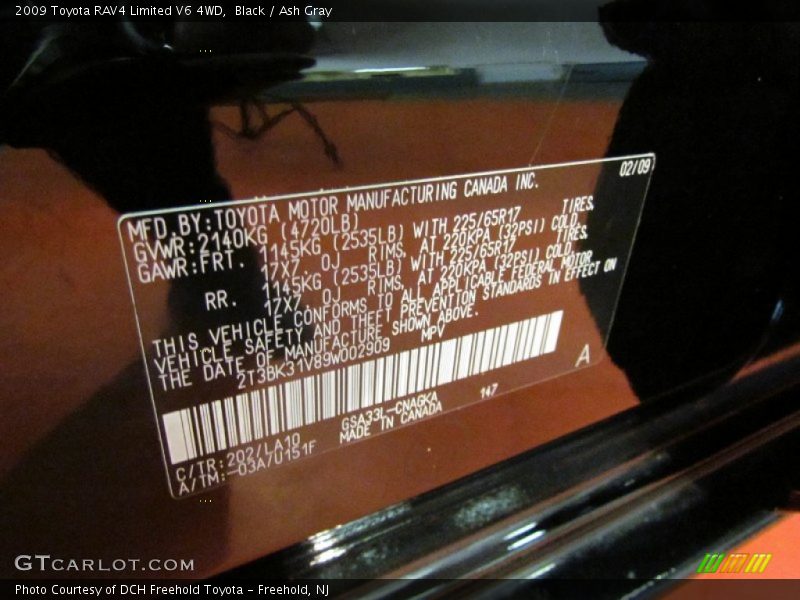 2009 Toyota RAV4 Limited V6 4WD,  Black / Ash Gray
02/09
MFD.BY:TOYOTA MOTOR MANUFACTURING CANADA INC.
GVWR:2140KG (4720LB)
GAWR:FRT. 1145KG (2535LB) WITH 225/65R17 TIRES,
17X7. OJ RIMS, AT 220KPA (32PSI) COLD.
RR. 1145KG (2535LB) WITH 225/65R17 TIRES,
17X7. OJ RIMS, AT 220KPA (32PSI) COLD.
THIS VEHICLE CONFORMS TO ALL APPLICABLE FEDERAL MOTOR
VEHICLE SAFETY AND THEFT PREVENTION STANDARDS IN EFFECT ON
THE DATE OF MANUFACTURE SHOWN ABOVE.
2T3BK31V89W002909 MPV
A
C/TR:202/LA10 GSA33L-CNAGKA 147
A/TM:-03A/U151F MADE IN CANADA
GTCARLOT.COM
Photo Courtesy of DCH Freehold Toyota - Freehold, NJ